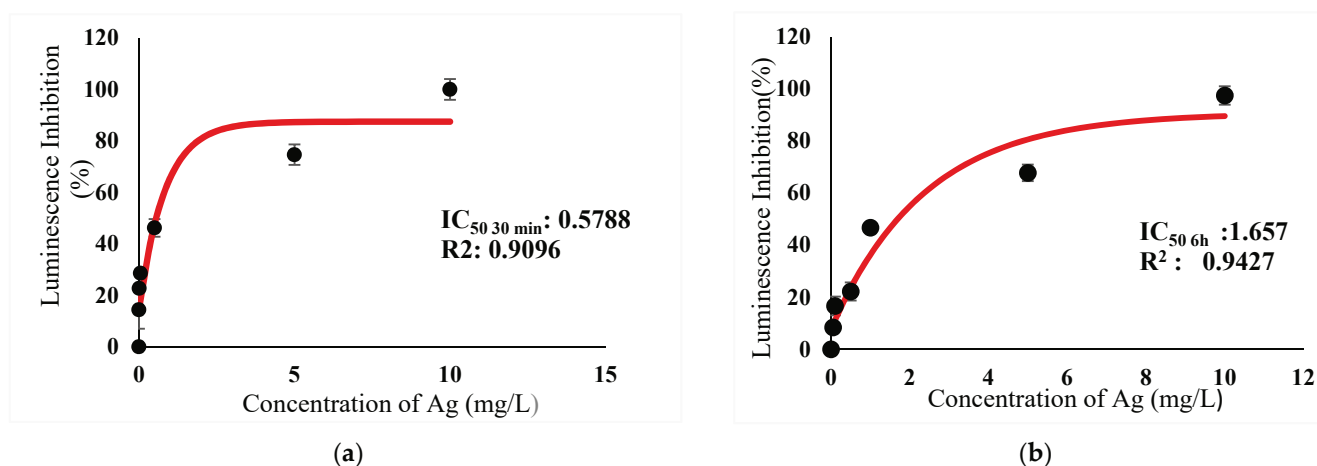 120
100
80
60
40
20
0
Luminescence Inhibition
(%)
IC50 30 min: 0.5788
R2: 0.9096
0 5 10 15
Concentration of Ag (mg/L)
(a)
120
100
80
60
40
20
0
Luminescence Inhibition(%)
IC50 6h :1.657
R2 : 0.9427
0 2 4 6 8 10 12
Concentration of Ag (mg/L)
(b)